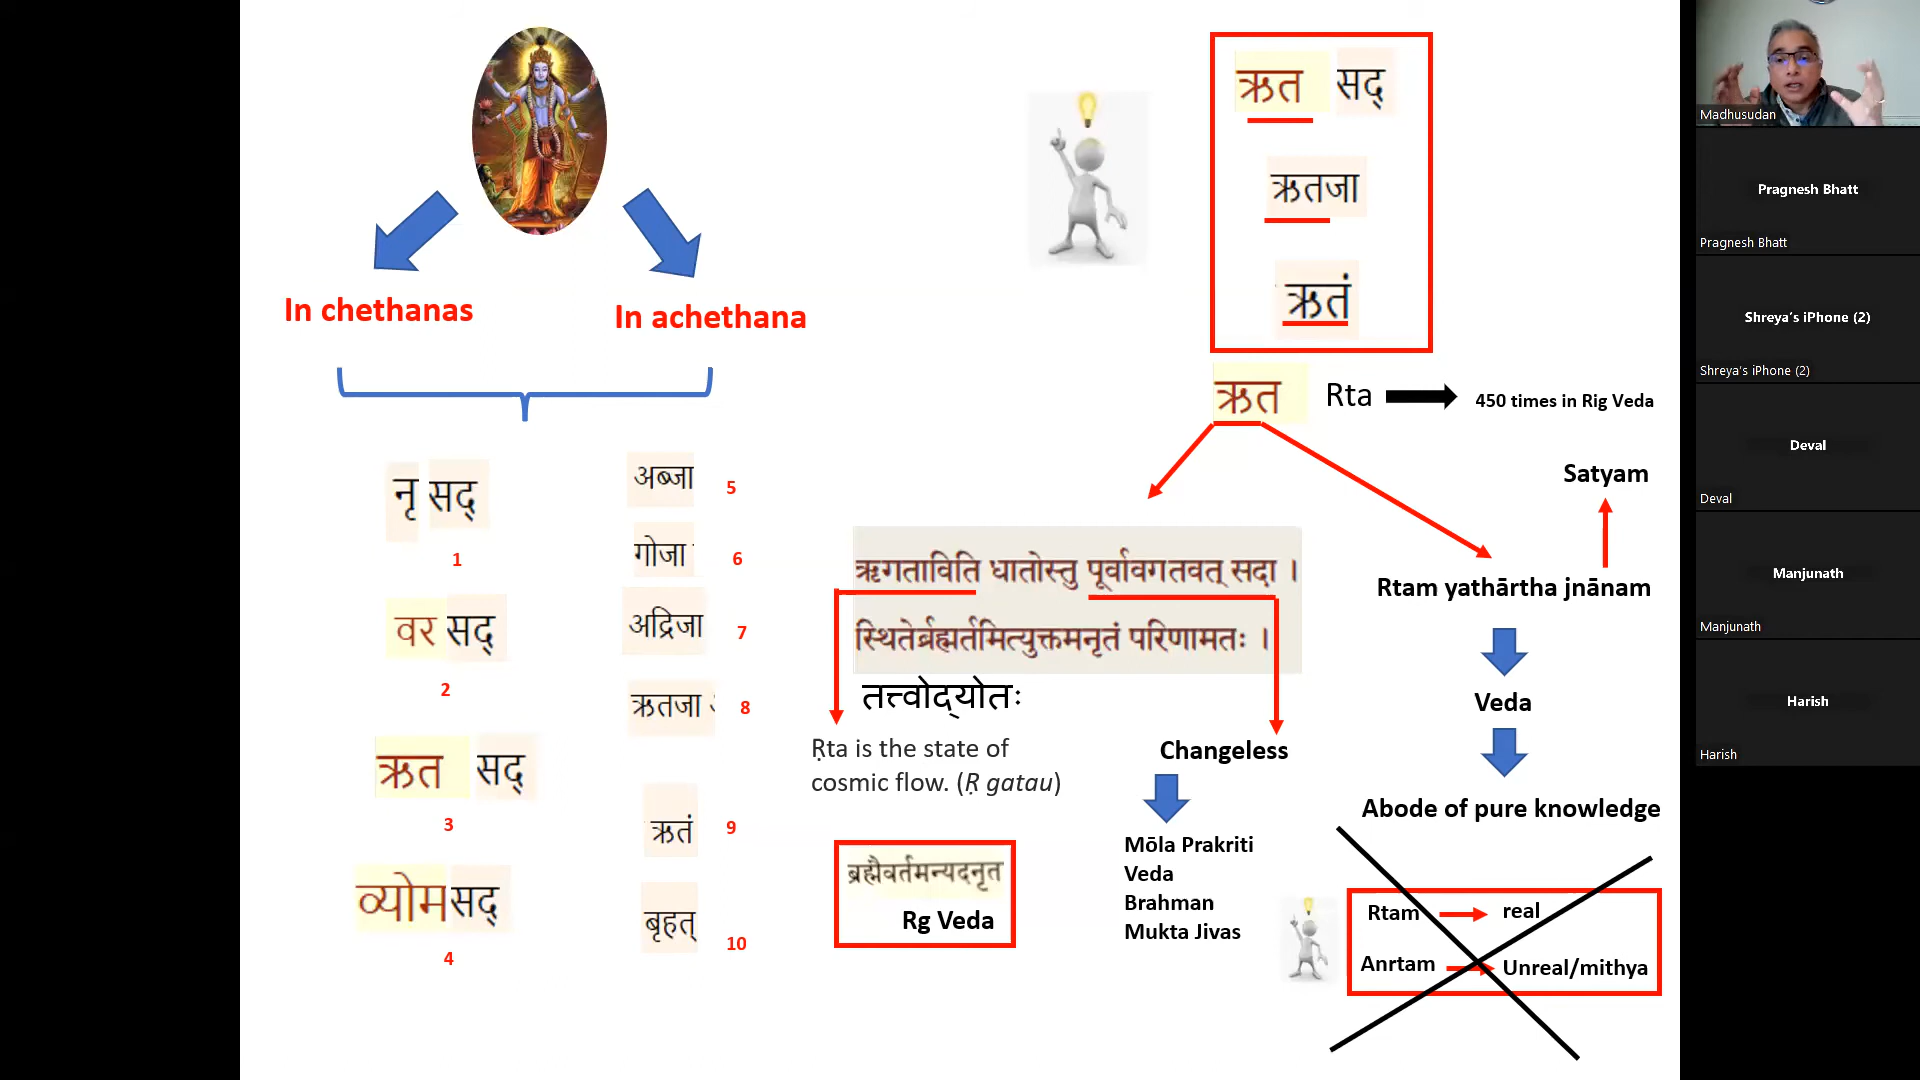 In chethanas
In achethana
नृ सद्
1
वर सद्
2
ऋत सद्
3
व्योम सद्
4
अब्जा
5
गोजा
6
अद्रिजा
7
ऋतजा
8
ऋतं
9
बृहत्
10
ऋत सद्
ऋतजा
ऋतं
ऋत Rta 450 times in Rig Veda
ऋगताविति धातोस्तु पूर्वावगतवत् सदा ।
स्थितेर्ब्रह्मर्तमित्युक्तमनृतं परिणामतः ।
तत्त्वोद्योतः
Ṛta is the state of
cosmic flow. (Ṛ gatau)
ब्रह्मैवर्तमन्यदनृत
Rg Veda
Changeless
Mōla Prakriti
Veda
Brahman
Mukta Jivas
Satyam
Rtam yathārtha jnānam
Veda
Abode of pure knowledge
Rtam real
Anrtam Unreal/mithya
Madhusudan
Pragnesh Bhatt
Pragnesh Bhatt
Shreya's iPhone (2)
Shreya's iPhone (2)
Deval
Deval
Manjunath
Manjunath
Harish
Harish